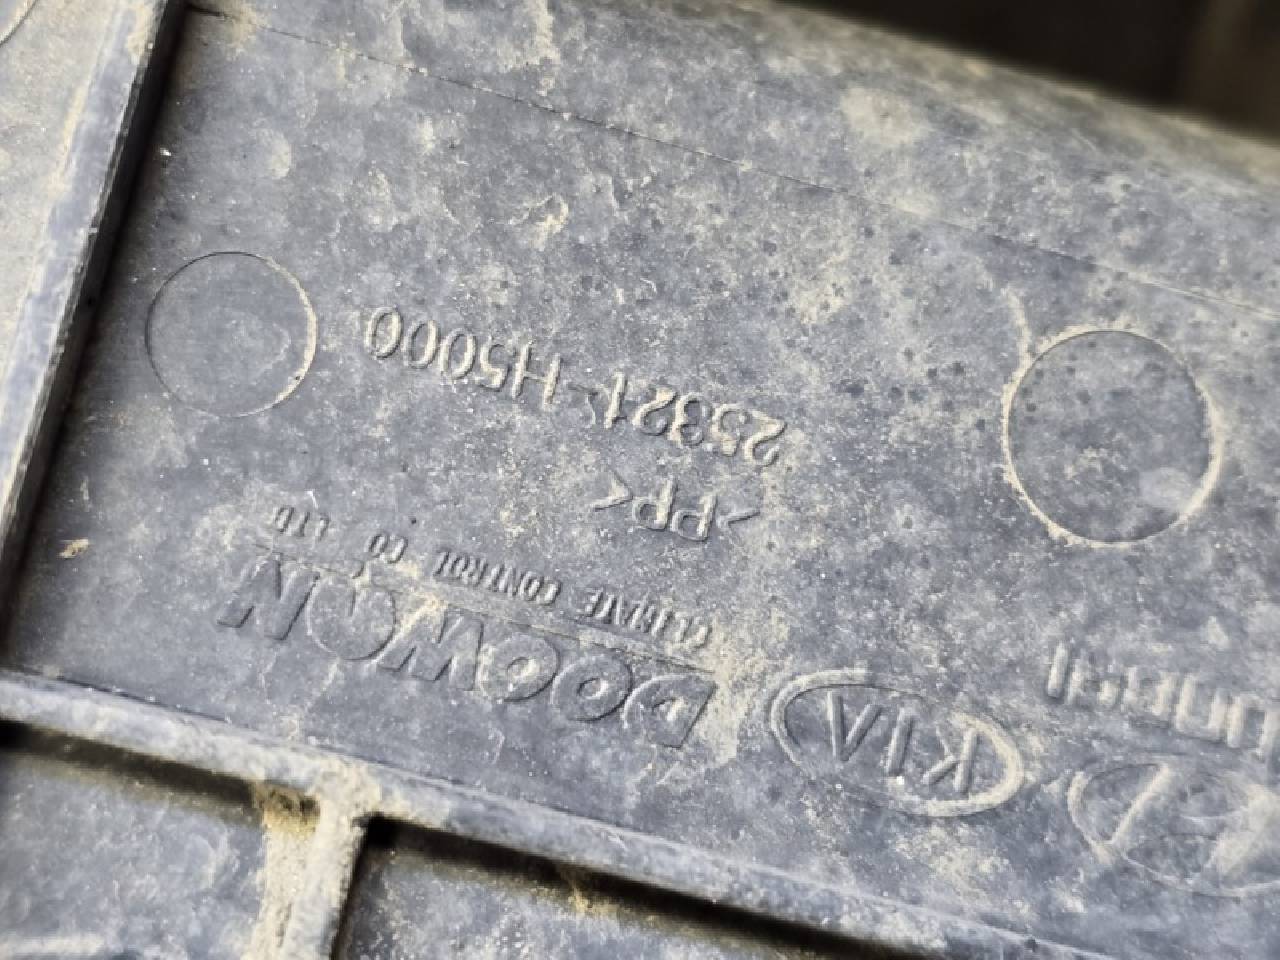 KIA
DOOWON
CLIMATE CONTROL CO LTD
>PP<
25321-H5000